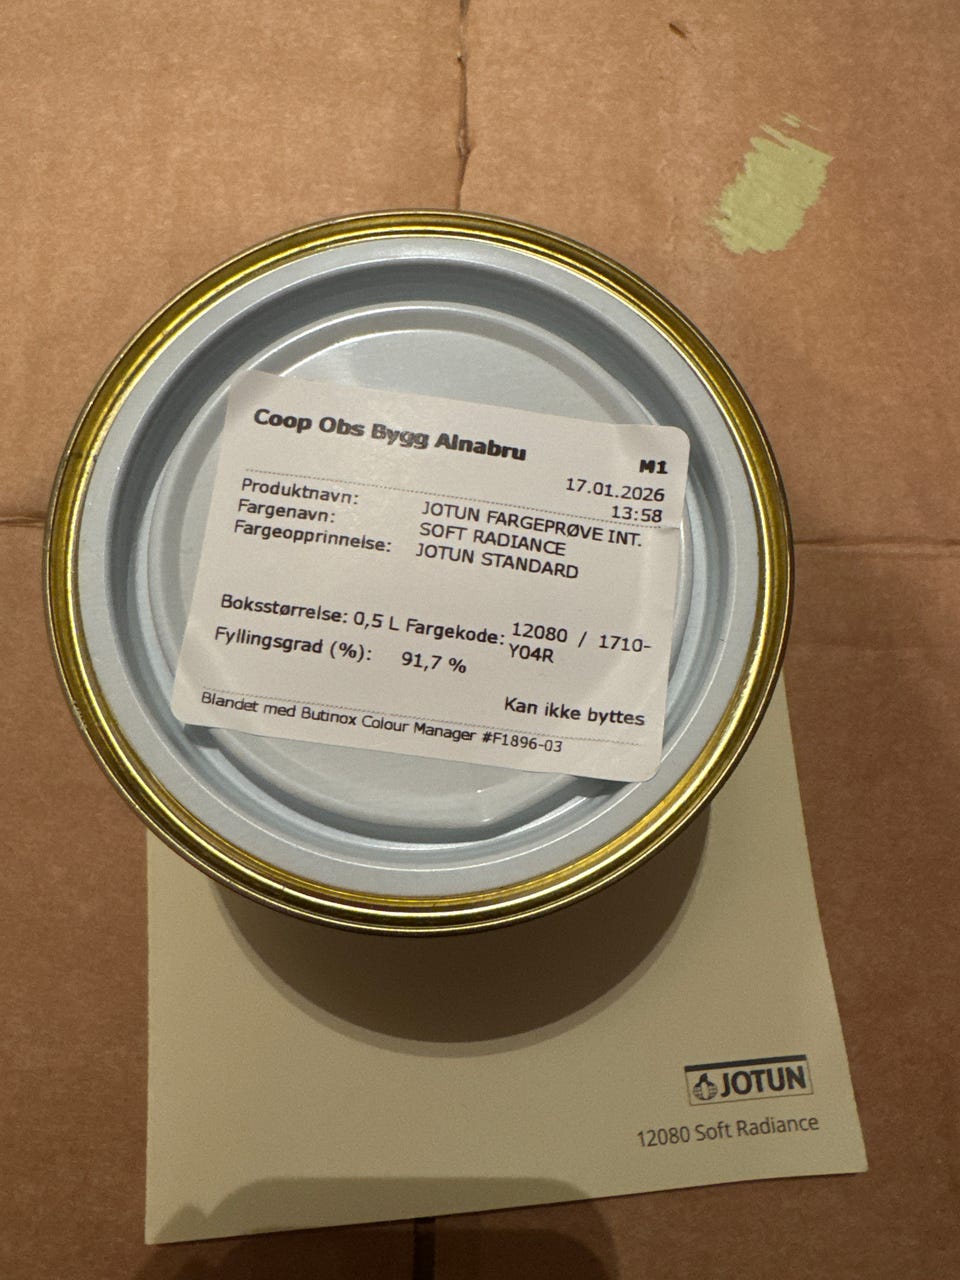 Coop Obs Bygg Alnabru
M1
17.01.2026
13:58
Produktnavn: JOTUN FARGEPRØVE INT.
Fargenavn: SOFT RADIANCE
Fargeopprinnelse: JOTUN STANDARD
Boksstørrelse: 0,5 L Fargekode: 12080 / 1710-
Y04R
Fyllingsgrad (%): 91,7 %
Kan ikke byttes
Blandet med Butinox Colour Manager #F1896-03
JOTUN
12080 Soft Radiance